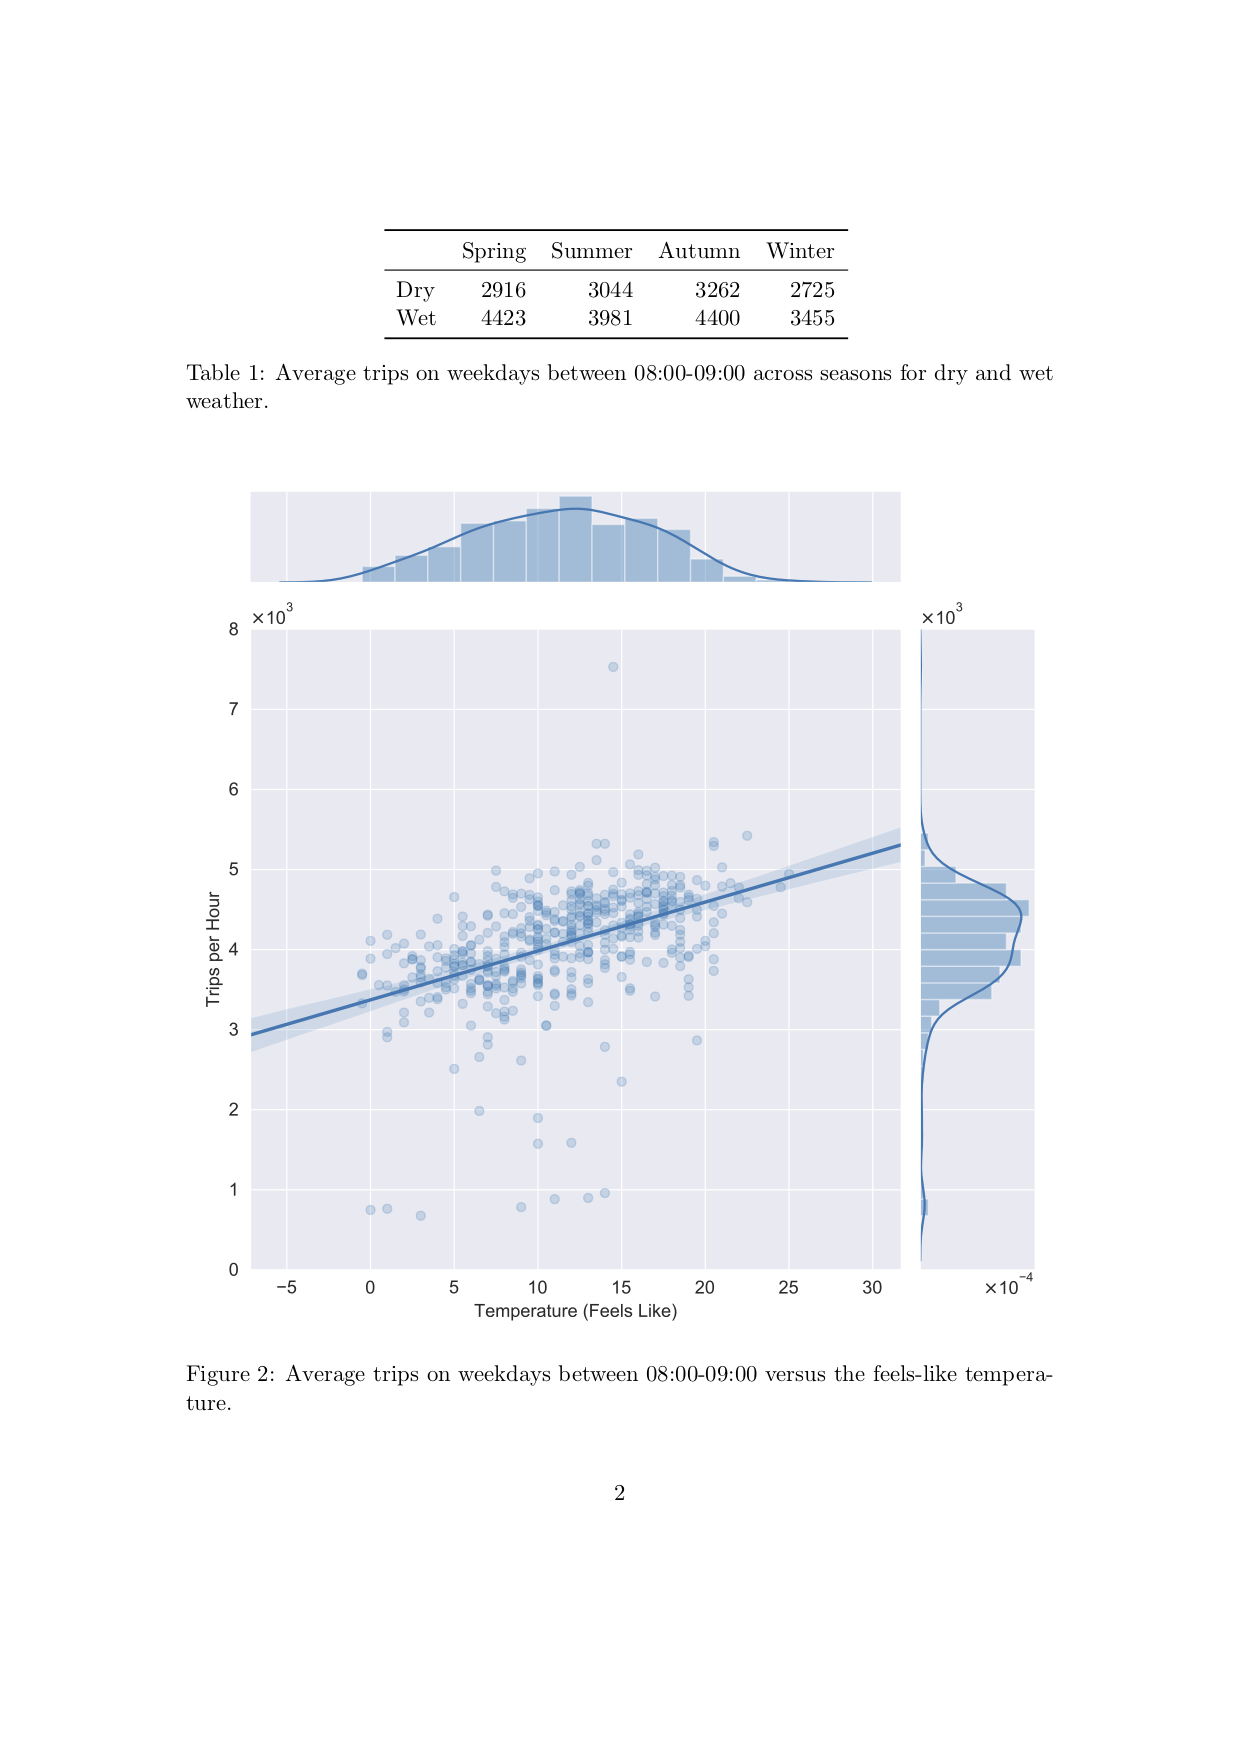 Spring Summer Autumn Winter
Dry 2916 3044 3262 2725
Wet 4423 3981 4400 3455
Table 1: Average trips on weekdays between 08:00-09:00 across seasons for dry and wet
weather.
×10³ ×10³
8
7
6
5
4
3
2
1
0
Trips per Hour
−5 0 5 10 15 20 25 30 ×10⁻⁴
Temperature (Feels Like)
Figure 2: Average trips on weekdays between 08:00-09:00 versus the feels-like tempera-
ture.
2